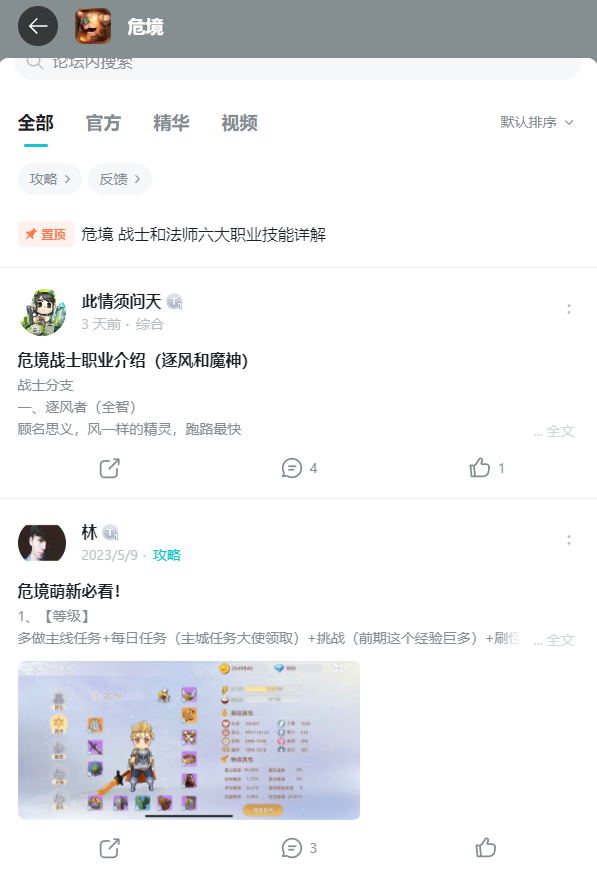 危境
论坛内搜索
全部 官方 精华 视频 默认排序
攻略 反馈
置顶 危境 战士和法师六大职业技能详解
此情须问天
3 天前 · 综合
危境战士职业介绍（逐风和魔神）
战士分支
一、逐风者（全智）
顾名思义，风一样的精灵，跑路最快
... 全文
4 1
林
2023/5/9 · 攻略
危境萌新必看！
1、【等级】
多做主线任务+每日任务（主城任务大使领取）+挑战（前期这个经验巨多）+刷怪 ... 全文
3